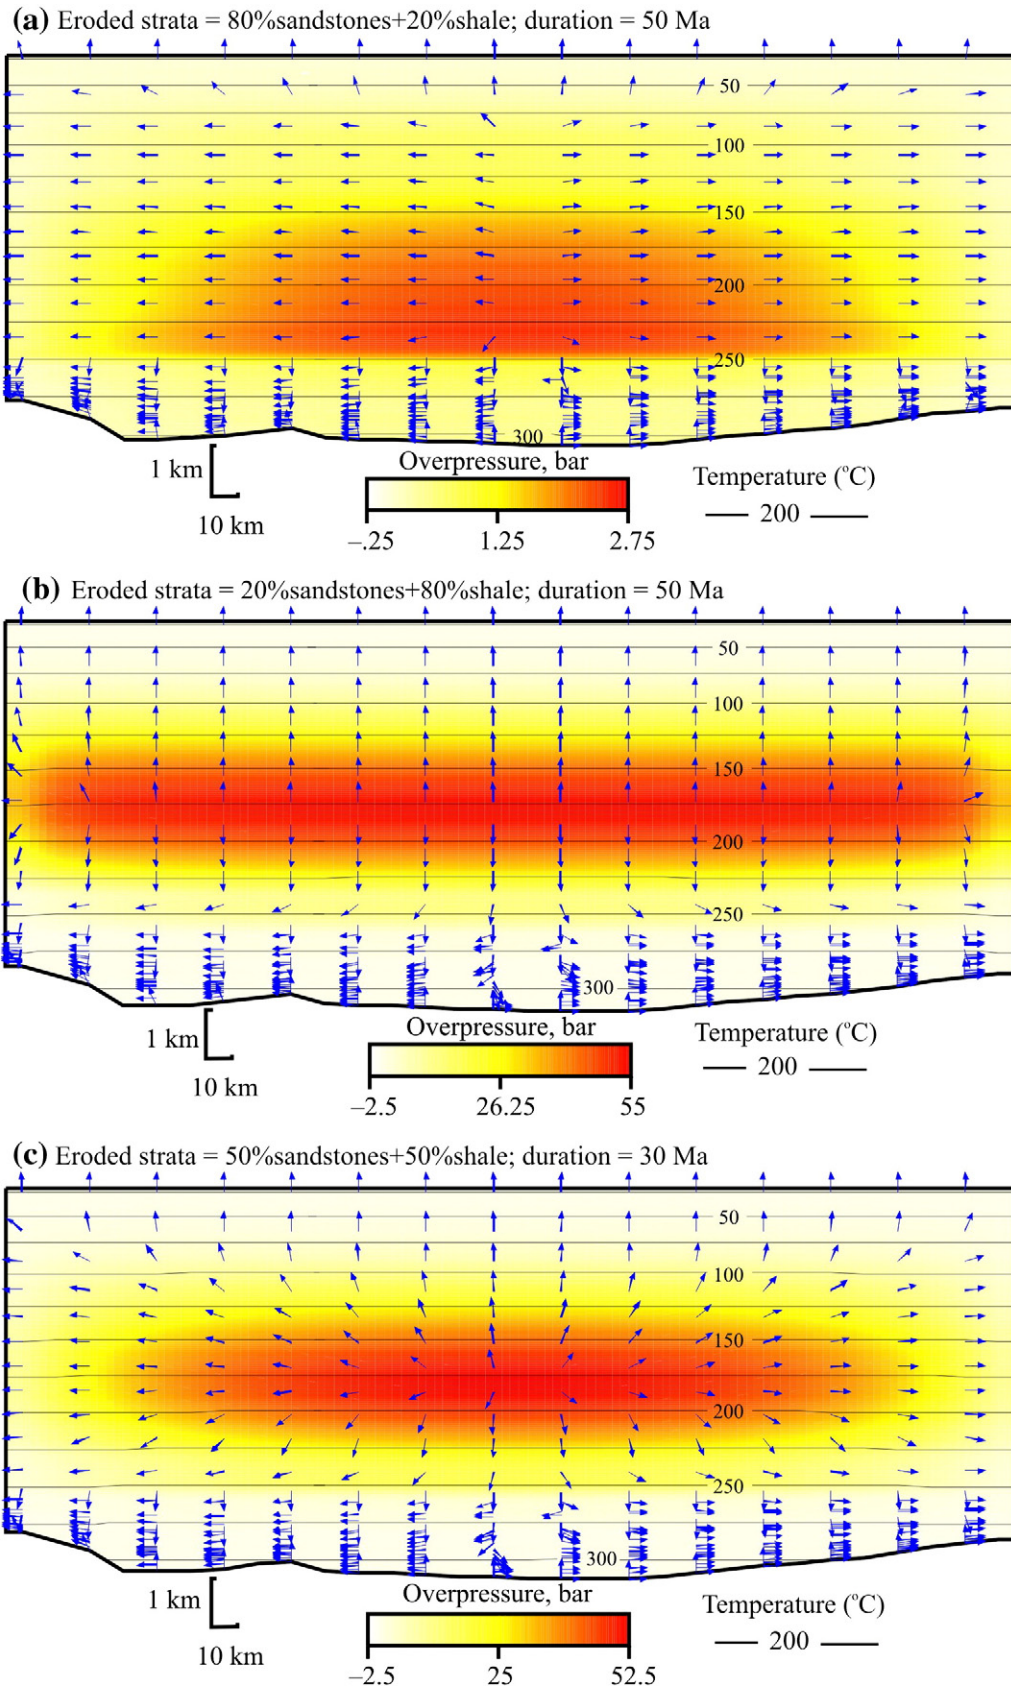 (a) Eroded strata = 80%sandstones+20%shale; duration = 50 Ma
50
100
150
200
250
300
1 km
10 km
Overpressure, bar
–.25 1.25 2.75
Temperature (°C)
200
(b) Eroded strata = 20%sandstones+80%shale; duration = 50 Ma
50
100
150
200
250
300
1 km
10 km
Overpressure, bar
–2.5 26.25 55
Temperature (°C)
200
(c) Eroded strata = 50%sandstones+50%shale; duration = 30 Ma
50
100
150
200
250
300
1 km
10 km
Overpressure, bar
–2.5 25 52.5
Temperature (°C)
200